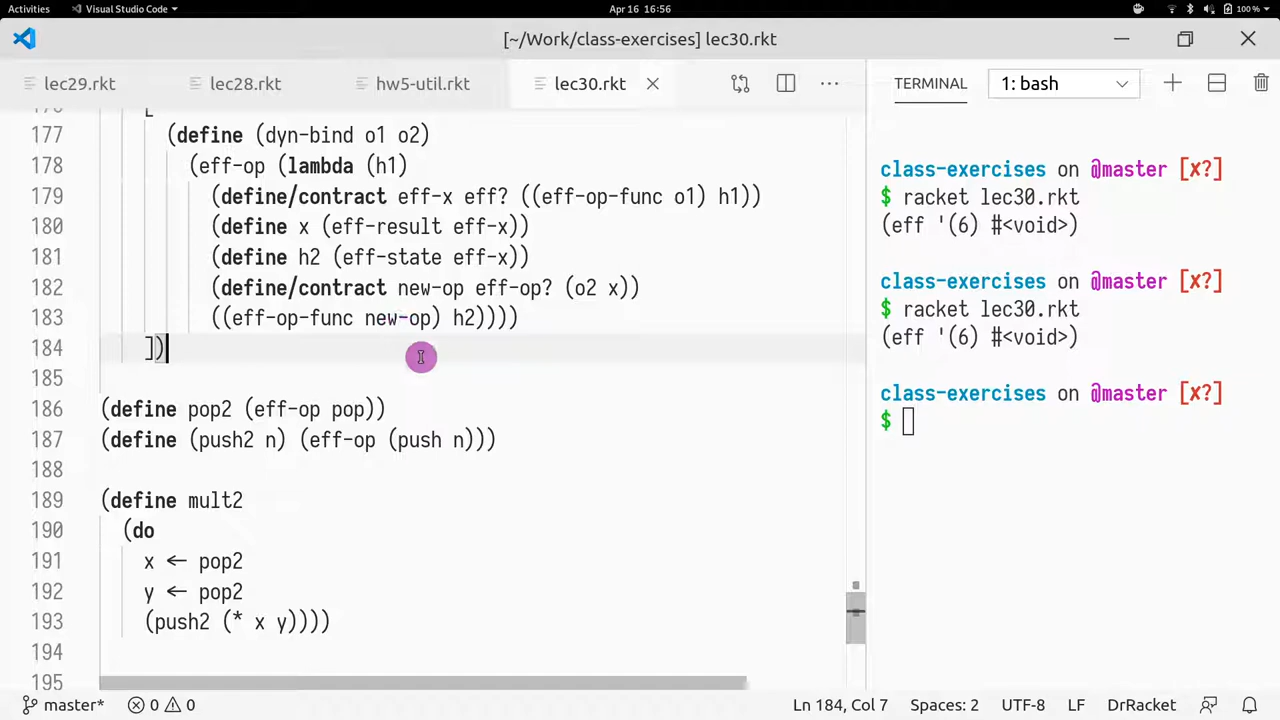 Activities Visual Studio Code Apr 16 16:56 100%
[~/Work/class-exercises] lec30.rkt
lec29.rkt lec28.rkt hw5-util.rkt lec30.rkt ···
TERMINAL 1: bash
[
177 (define (dyn-bind o1 o2)
178 (eff-op (lambda (h1)
179 (define/contract eff-x eff? ((eff-op-func o1) h1))
180 (define x (eff-result eff-x))
181 (define h2 (eff-state eff-x))
182 (define/contract new-op eff-op? (o2 x))
183 ((eff-op-func new-op) h2))))
184 ])
185
186 (define pop2 (eff-op pop))
187 (define (push2 n) (eff-op (push n)))
188
189 (define mult2
190 (do
191 x ← pop2
192 y ← pop2
193 (push2 (* x y))))
194
195
class-exercises on @master [✘?]
$ racket lec30.rkt
(eff '(6) #<void>)
class-exercises on @master [✘?]
$ racket lec30.rkt
(eff '(6) #<void>)
class-exercises on @master [✘?]
$
master* 0 0 Ln 184, Col 7 Spaces: 2 UTF-8 LF DrRacket